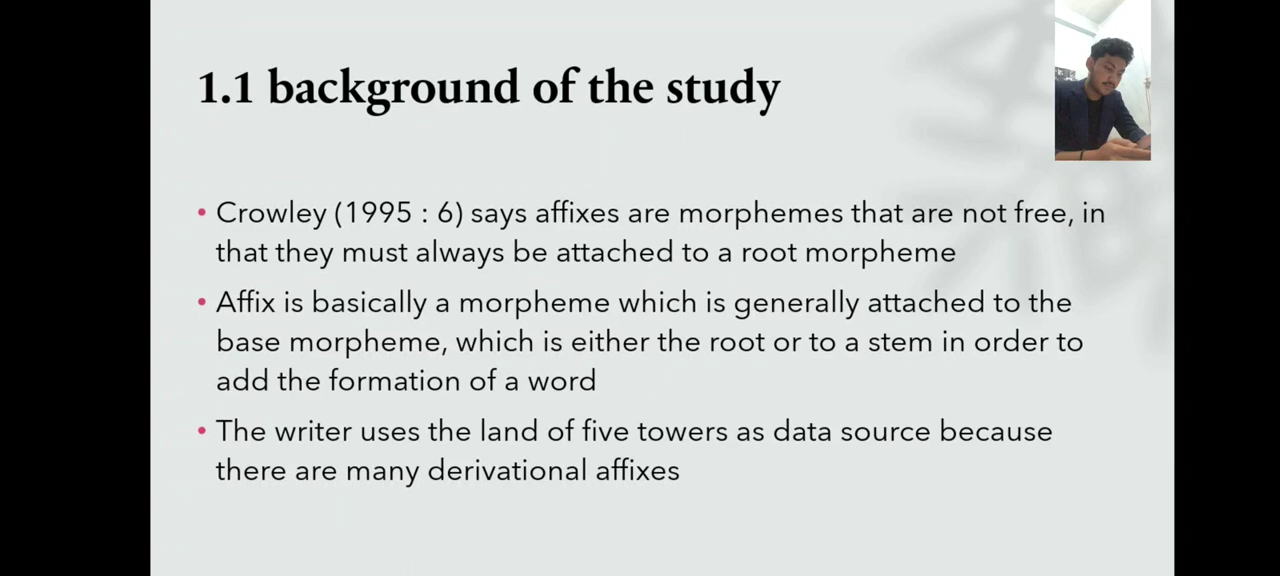 1.1 background of the study
• Crowley (1995 : 6) says affixes are morphemes that are not free, in
that they must always be attached to a root morpheme
• Affix is basically a morpheme which is generally attached to the
base morpheme, which is either the root or to a stem in order to
add the formation of a word
• The writer uses the land of five towers as data source because
there are many derivational affixes